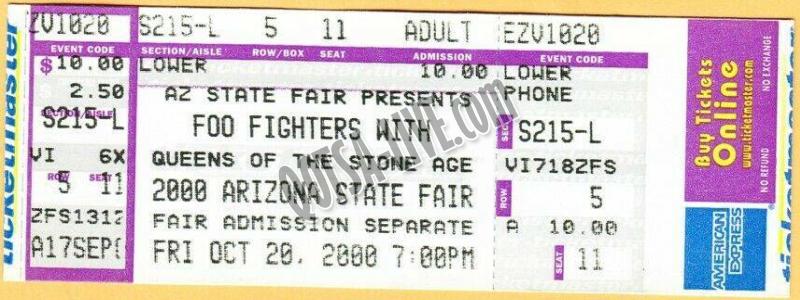 ZV1020 S215-L 5 11 ADULT EZV1020
EVENT CODE SECTION/AISLE ROW/BOX SEAT ADMISSION EVENT CODE
$ 10.00 LOWER 10.00 LOWER
2.50 AZ STATE FAIR PRESENTS PHONE
SECTION/AISLE
S215-L FOO FIGHTERS WITH S215-L
VI 6X QUEENS OF THE STONE AGE VI718ZFS
ROW SEAT
5 11 2000 ARIZONA STATE FAIR 5
ROW
ZFS1312 FAIR ADMISSION SEPARATE A 10.00
A17SEP0 FRI OCT 20, 2000 7:00PM 11
SEAT
QOTSA-LIVE.com
ticketmaster
Buy Tickets
Online
www.ticketmaster.com
NO REFUND NO EXCHANGE
AMERICAN
EXPRESS
ticketmaster